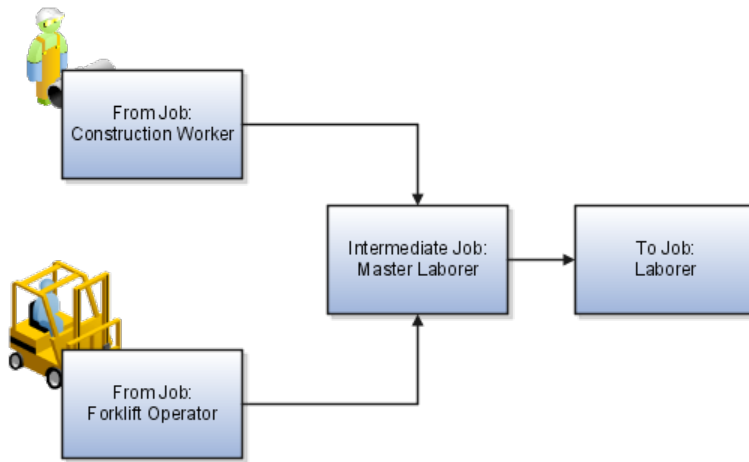 From Job:
Construction Worker
Intermediate Job:
Master Laborer
To Job:
Laborer
From Job:
Forklift Operator